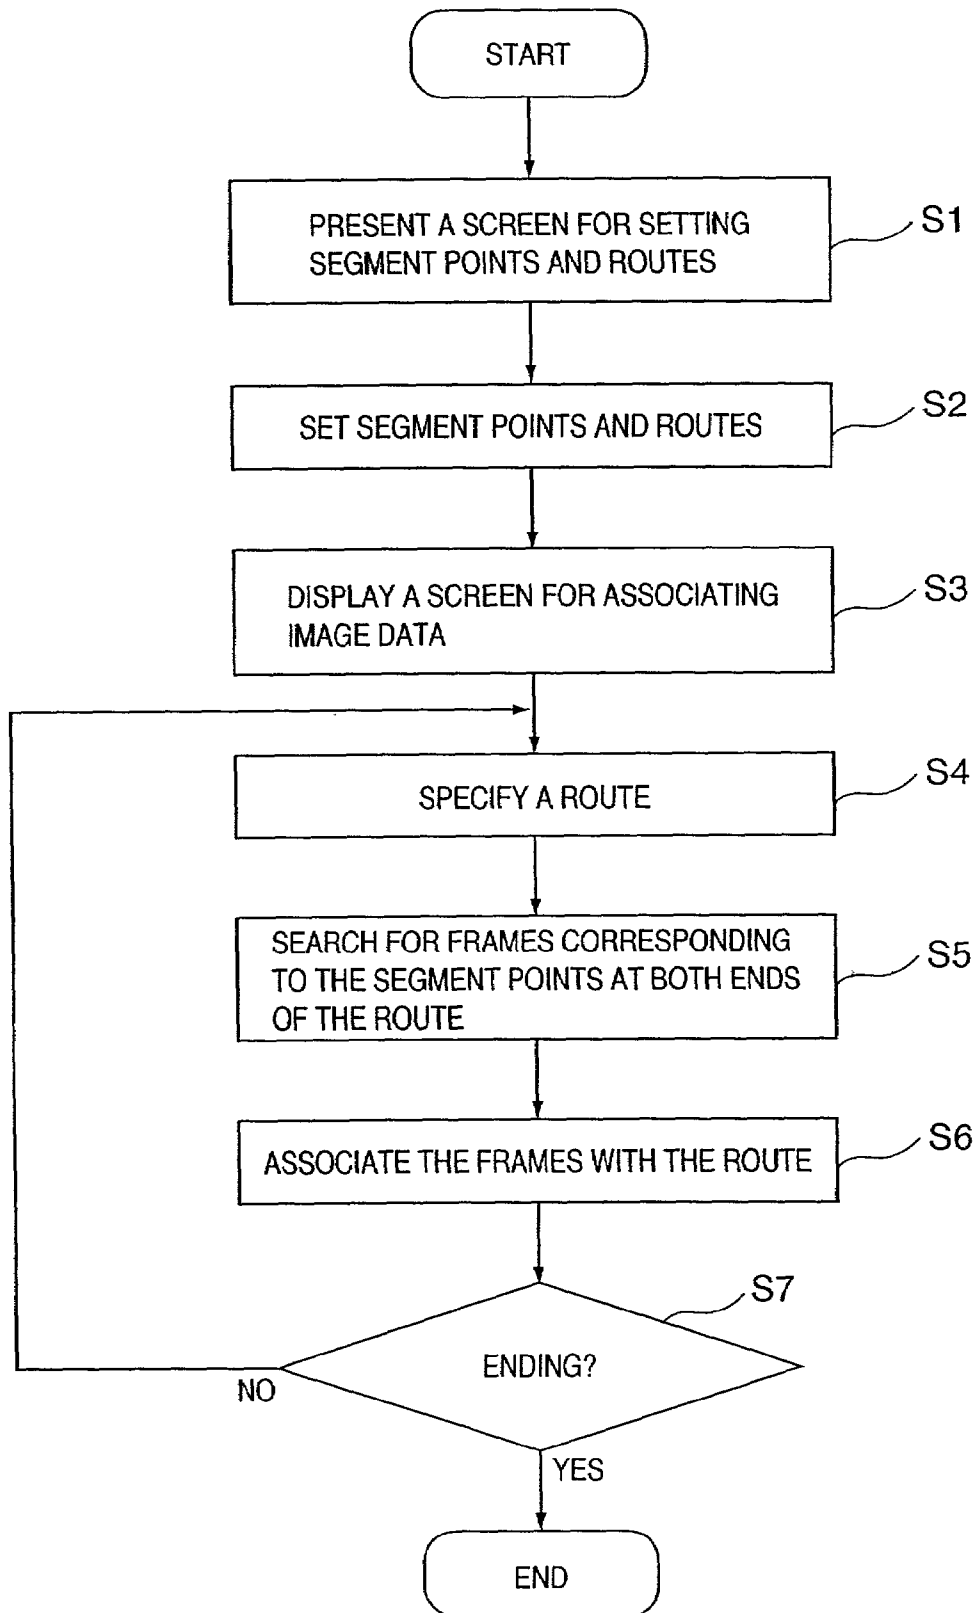 START
PRESENT A SCREEN FOR SETTING
SEGMENT POINTS AND ROUTES
S1
SET SEGMENT POINTS AND ROUTES
S2
DISPLAY A SCREEN FOR ASSOCIATING
IMAGE DATA
S3
SPECIFY A ROUTE
S4
SEARCH FOR FRAMES CORRESPONDING
TO THE SEGMENT POINTS AT BOTH ENDS
OF THE ROUTE
S5
ASSOCIATE THE FRAMES WITH THE ROUTE
S6
S7
ENDING?
NO
YES
END